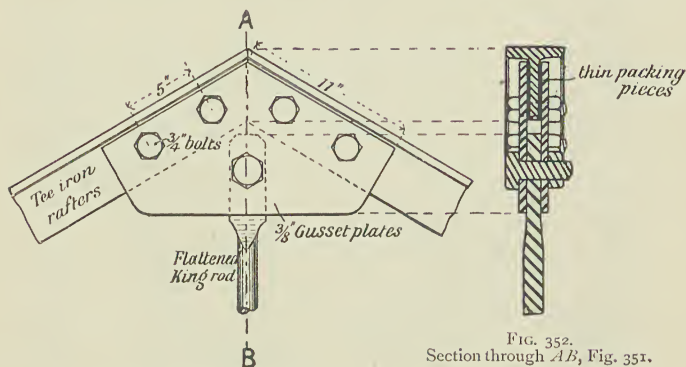 A
5"
11"
thin packing
pieces
3/4" bolts
Tee iron
rafters
3/8" Gusset plates
Flattened
King rod
B
FIG. 352.
Section through AB, Fig. 351.